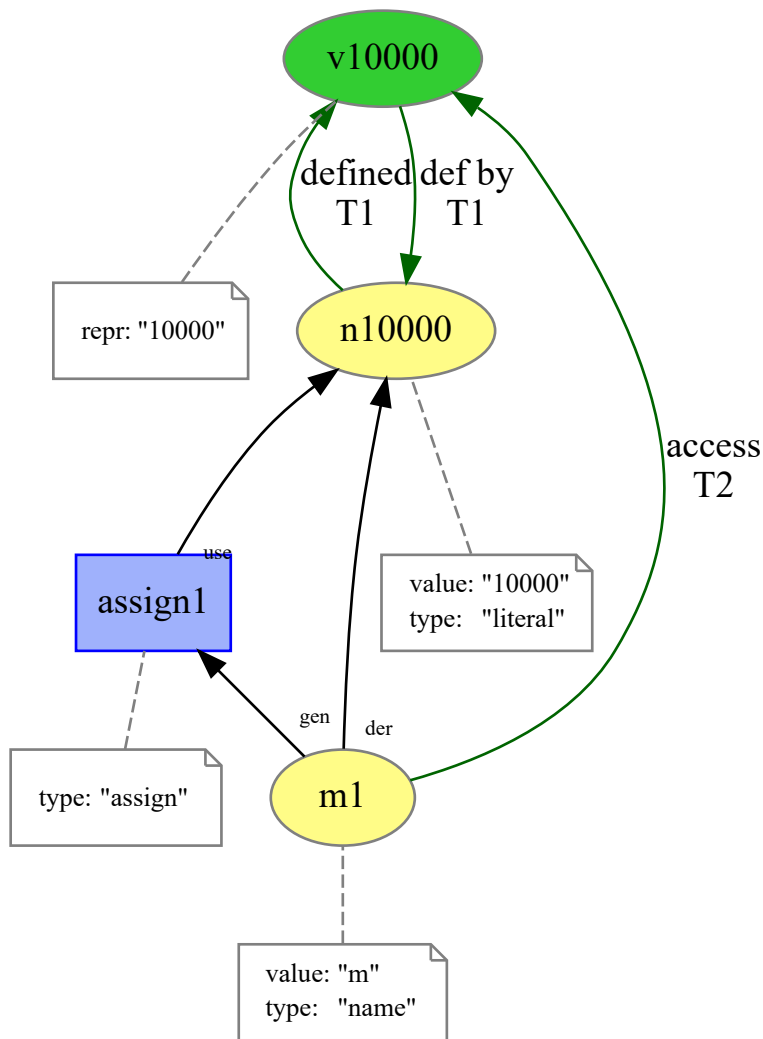 v10000
defined
T1
def by
T1
repr: "10000"
n10000
access
T2
use
assign1
value: "10000"
type: "literal"
gen
der
type: "assign"
m1
value: "m"
type: "name"